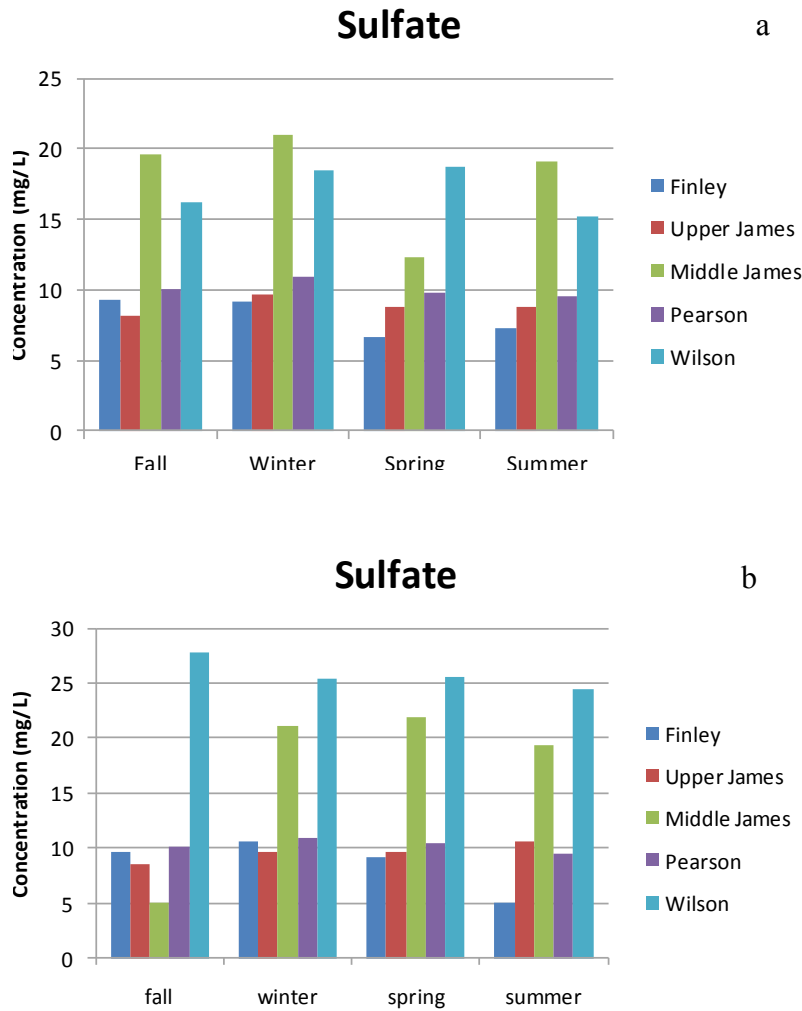 Sulfate
a
Concentration (mg/L)
25
20
15
10
5
0
Fall Winter Spring Summer
Finley
Upper James
Middle James
Pearson
Wilson
Sulfate
b
Concentration (mg/L)
30
25
20
15
10
5
0
fall winter spring summer
Finley
Upper James
Middle James
Pearson
Wilson